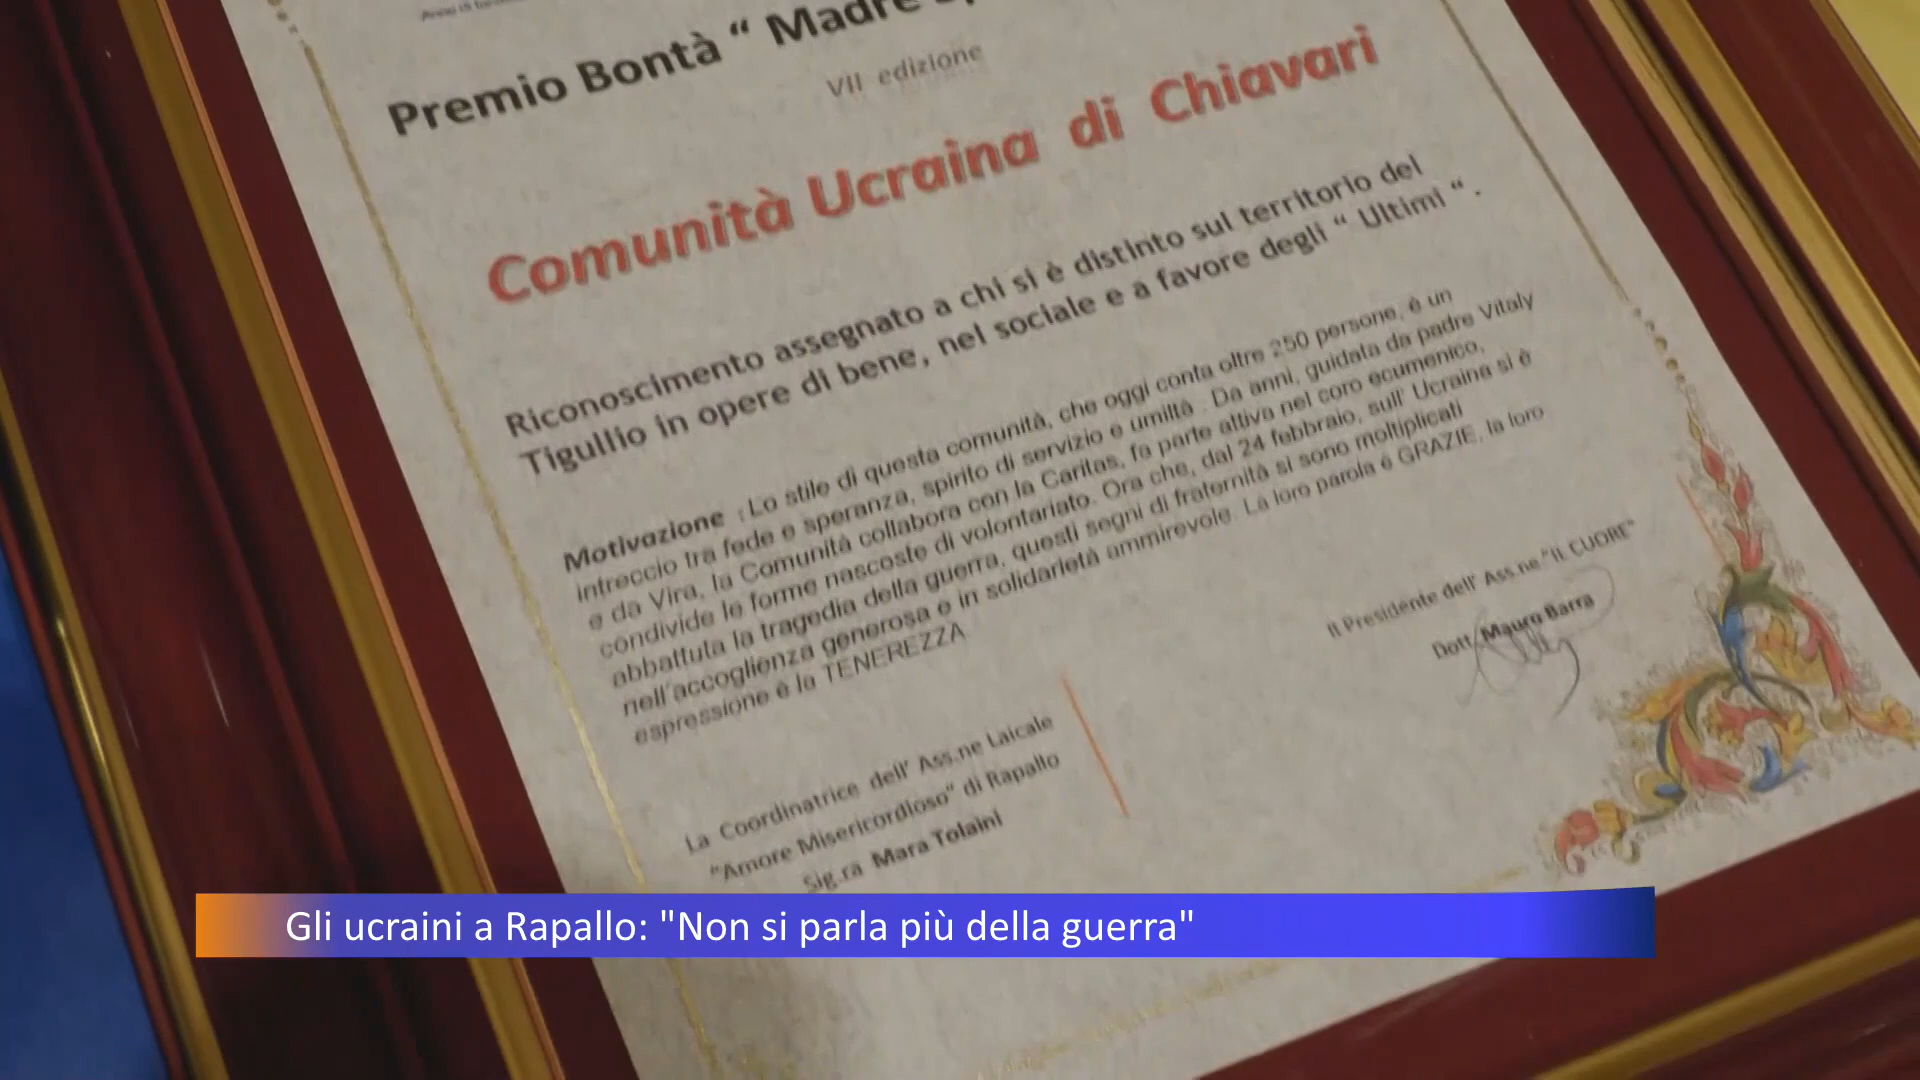 Premio Bontà “ Madre
VII edizione
Comunità Ucraina di Chiavari
Riconoscimento assegnato a chi si è distinto sul territorio del
Tigullio in opere di bene, nel sociale e a favore degli “ Ultimi “ .
Motivazione : Lo stile di questa comunità, che oggi conta oltre 250 persone, è un
intreccio tra fede e speranza, spirito di servizio e umiltà . Da anni, guidata da padre Vitaly
e da Vira, la Comunità collabora con la Caritas, fa parte attiva nel coro ecumenico,
condivide le forme nascoste di volontariato. Ora che, dal 24 febbraio, sull' Ucraina si è
abbattuta la tragedia della guerra, questi segni di fraternità si sono moltiplicati
nell'accoglienza generosa e in solidarietà ammirevole. La loro parola è GRAZIE, la loro
espressione è la TENEREZZA
Il Presidente dell' Ass.ne "IL CUORE"
Dott. Mauro Barra
La Coordinatrice dell' Ass.ne Laicale
"Amore Misericordioso" di Rapallo
Sig.ra Mara Tolaini
Gli ucraini a Rapallo: "Non si parla più della guerra"